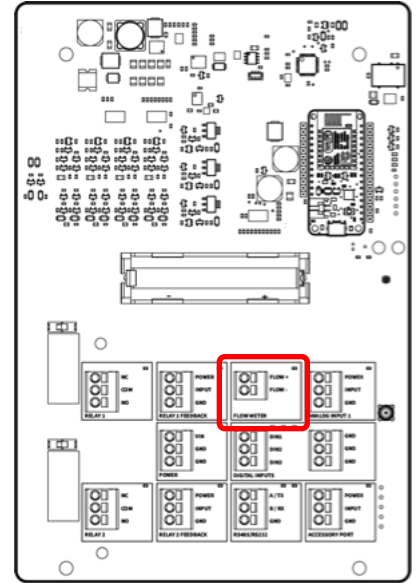 NC
COM
NO
RELAY 1
POWER
INPUT
GND
RELAY 1 FEEDBACK
FLOW +
FLOW -
FLOW METER
POWER
INPUT
GND
ANALOG INPUT 1
VIN
GND
GND
POWER
DIN1
DIN2
DIN3
DIGITAL INPUTS
GND
GND
GND
NC
COM
NO
RELAY 2
POWER
INPUT
GND
RELAY 2 FEEDBACK
A / TX
B / RX
GND
RS485/RS232
POWER
INPUT
GND
ACCESSORY PORT